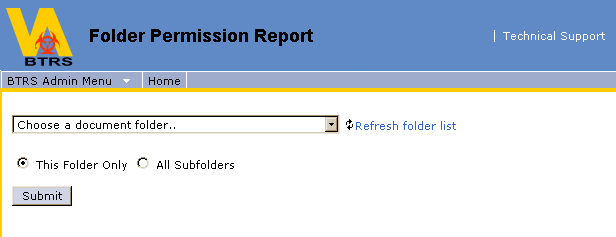 VA
BTRS
Folder Permission Report
| Technical Support
BTRS Admin Menu
Home
Choose a document folder..
Refresh folder list
This Folder Only
All Subfolders
Submit